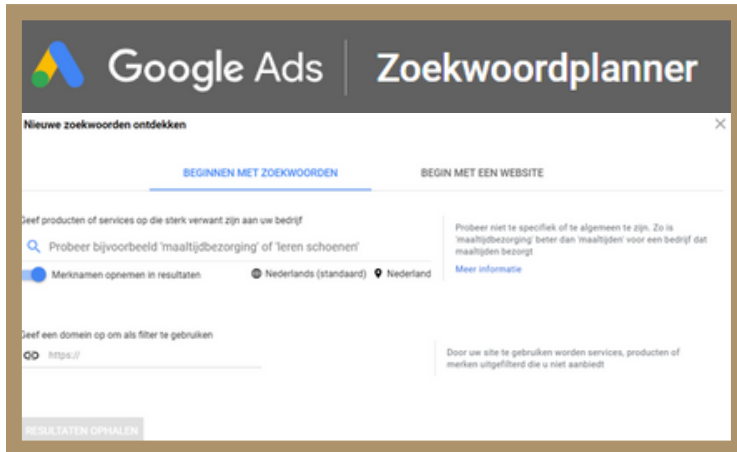 Google Ads | Zoekwoordplanner
Nieuwe zoekwoorden ontdekken
BEGINNEN MET ZOEKWOORDEN
BEGIN MET EEN WEBSITE
Geef producten of services op die sterk verwant zijn aan uw bedrijf
Probeer bijvoorbeeld 'maaltijdbezorging' of 'leren schoenen'
Merknamen opnemen in resultaten
Nederlands (standaard)
Nederland
Probeer niet te specifiek of te algemeen te zijn. Zo is
'maaltijdbezorging' beter dan 'maaltijden' voor een bedrijf dat
maaltijden bezorgt
Meer informatie
Geef een domein op om als filter te gebruiken
https://
Door uw site te gebruiken worden services, producten of
merken uitgefilterd die u niet aanbiedt
RESULTATEN OPHALEN